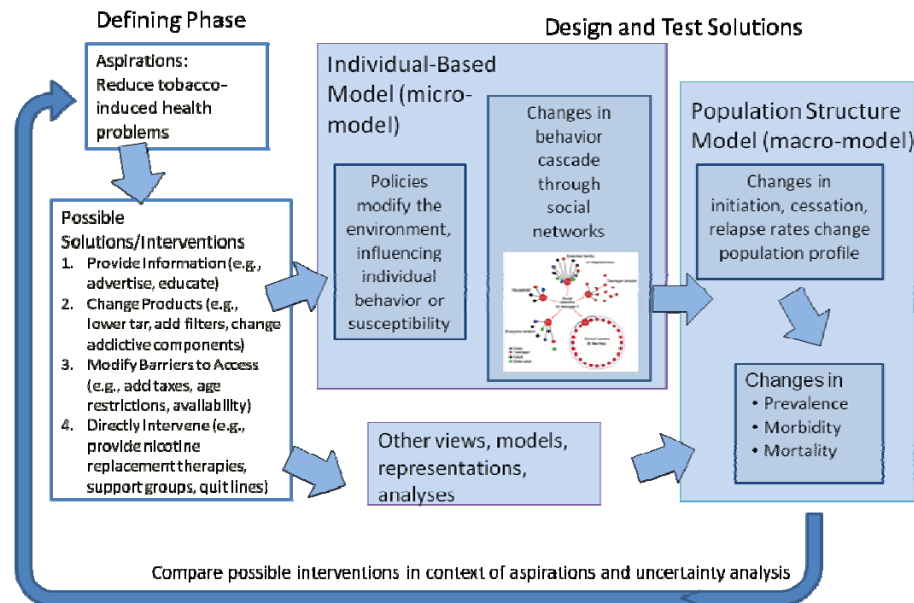 Defining Phase
Aspirations:
Reduce tobacco-
induced health
problems
Possible
Solutions/Interventions
1. Provide Information (e.g.,
advertise, educate)
2. Change Products (e.g.,
lower tar, add filters, change
addictive components)
3. Modify Barriers to Access
(e.g., add taxes, age
restrictions, availability)
4. Directly Intervene (e.g.,
provide nicotine
replacement therapies,
support groups, quit lines)
Design and Test Solutions
Individual-Based
Model (micro-
model)
Policies
modify the
environment,
influencing
individual
behavior or
susceptibility
Changes in
behavior
cascade
through
social
networks
Other views, models,
representations,
analyses
Population Structure
Model (macro-model)
Changes in
initiation, cessation,
relapse rates change
population profile
Changes in
• Prevalence
• Morbidity
• Mortality
Compare possible interventions in context of aspirations and uncertainty analysis